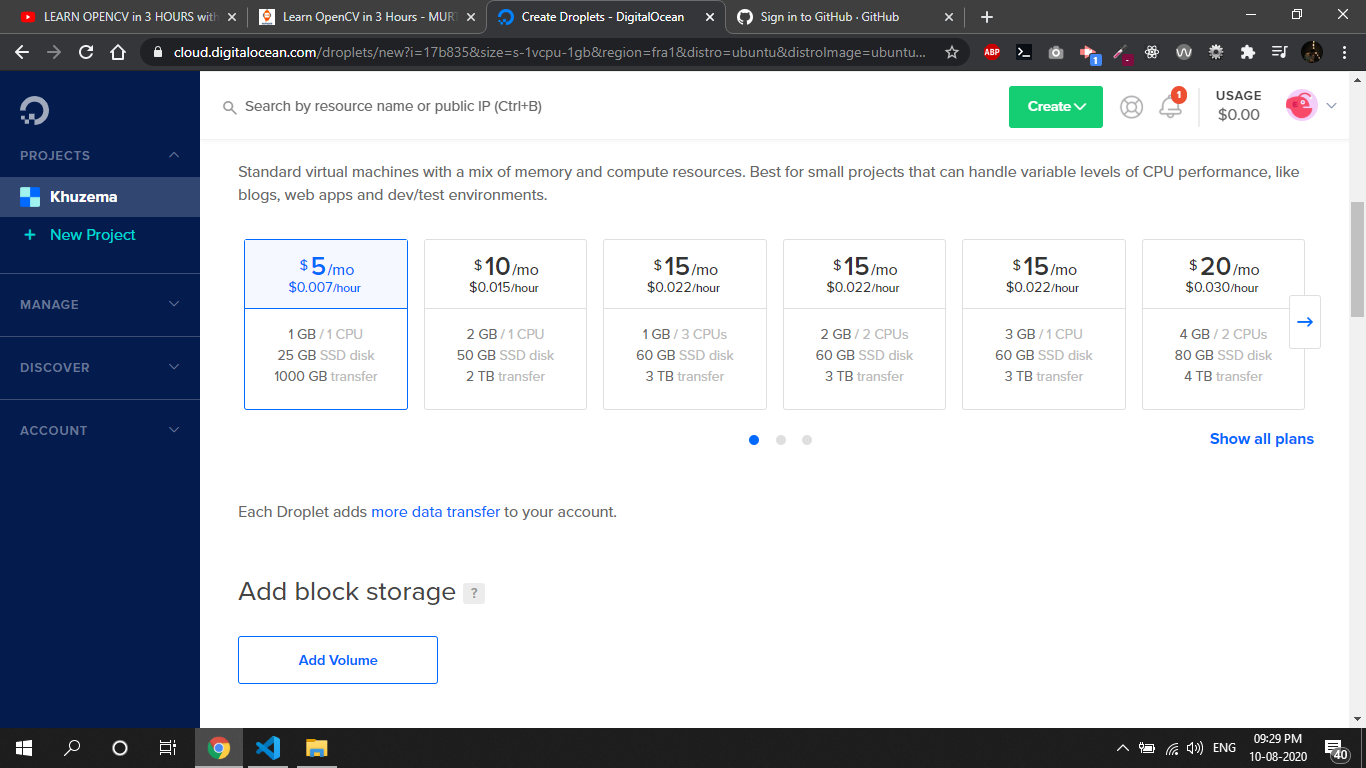 LEARN OPENCV in 3 HOURS with
Learn OpenCV in 3 Hours - MUR
Create Droplets - DigitalOcean
Sign in to GitHub · GitHub
cloud.digitalocean.com/droplets/new?i=17b835&size=s-1vcpu-1gb&region=fra1&distro=ubuntu&distroImage=ubuntu...
ABP
1
Search by resource name or public IP (Ctrl+B)
Create
1
USAGE
$0.00
PROJECTS
Khuzema
+ New Project
MANAGE
DISCOVER
ACCOUNT
Standard virtual machines with a mix of memory and compute resources. Best for small projects that can handle variable levels of CPU performance, like
blogs, web apps and dev/test environments.
$5/mo
$0.007/hour
1 GB / 1 CPU
25 GB SSD disk
1000 GB transfer
$10/mo
$0.015/hour
2 GB / 1 CPU
50 GB SSD disk
2 TB transfer
$15/mo
$0.022/hour
1 GB / 3 CPUs
60 GB SSD disk
3 TB transfer
$15/mo
$0.022/hour
2 GB / 2 CPUs
60 GB SSD disk
3 TB transfer
$15/mo
$0.022/hour
3 GB / 1 CPU
60 GB SSD disk
3 TB transfer
$20/mo
$0.030/hour
4 GB / 2 CPUs
80 GB SSD disk
4 TB transfer
Show all plans
Each Droplet adds more data transfer to your account.
Add block storage ?
Add Volume
ENG
09:29 PM
10-08-2020
40